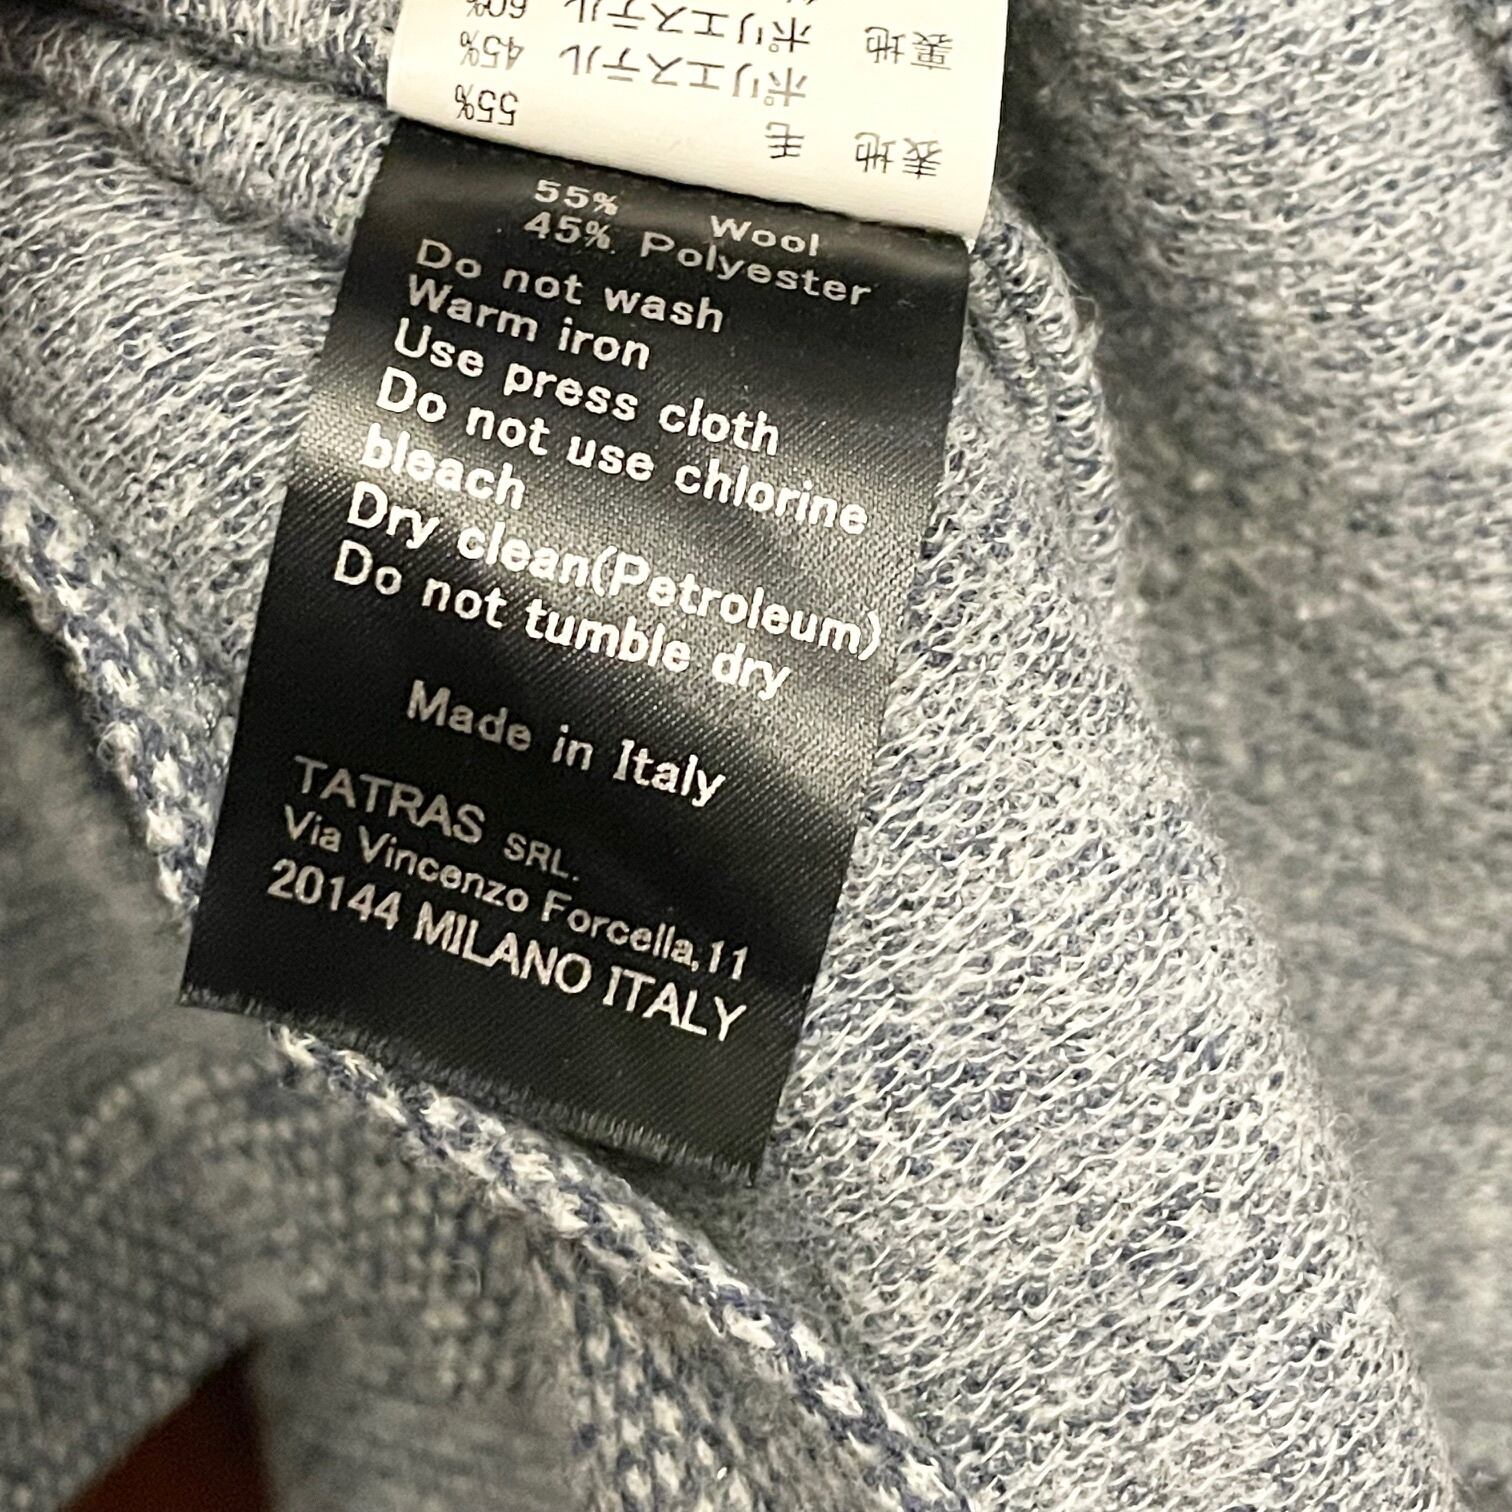 表地 毛 55%
ポリエステル 45%
裏地 ポリエステル 60%
55% Wool
45% Polyester
Do not wash
Warm iron
Use press cloth
Do not use chlorine
bleach
Dry clean(Petroleum)
Do not tumble dry
Made in Italy
TATRAS SRL.
Via Vincenzo Forcella,11
20144 MILANO ITALY